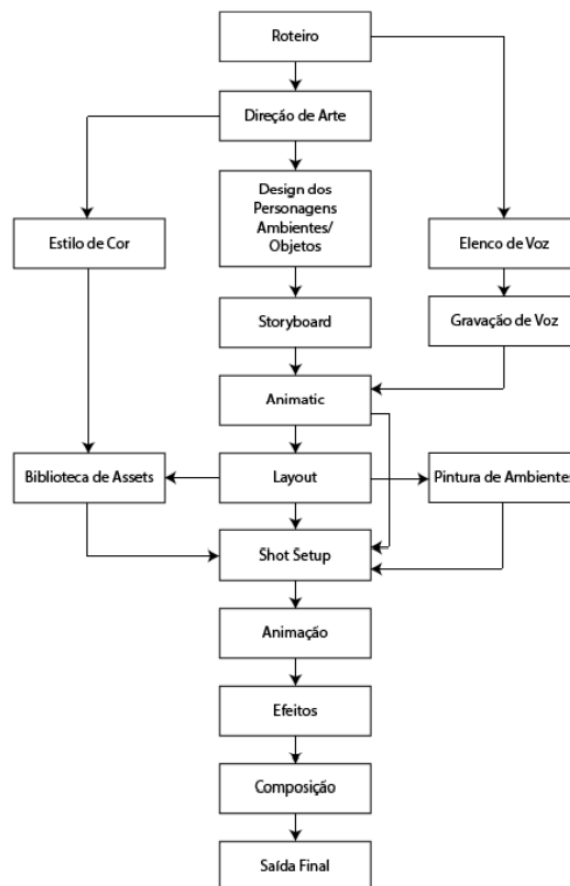 Roteiro
Direção de Arte
Design dos
Personagens
Ambientes/
Objetos
Estilo de Cor
Elenco de Voz
Storyboard
Gravação de Voz
Animatic
Biblioteca de Assets
Layout
Pintura de Ambientes
Shot Setup
Animação
Efeitos
Composição
Saída Final